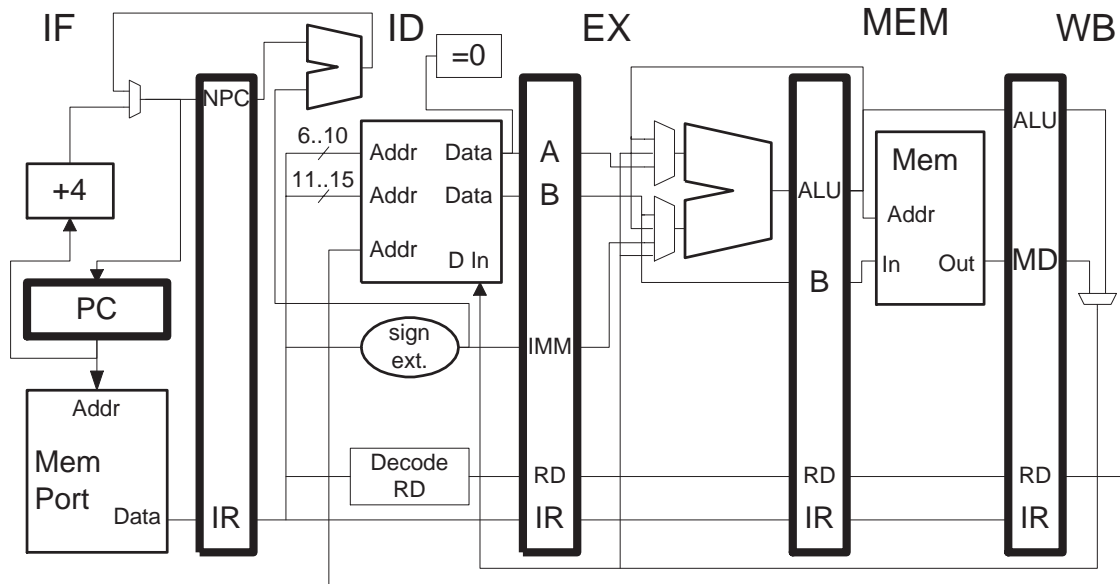 IF
ID
EX
MEM
WB
=0
NPC
+4
PC
Addr
Mem
Port
Data
IR
6..10
11..15
Addr
Data
Addr
Data
Addr
D In
sign
ext.
Decode
RD
A
B
IMM
RD
IR
ALU
B
RD
IR
Mem
Addr
In
Out
ALU
MD
RD
IR